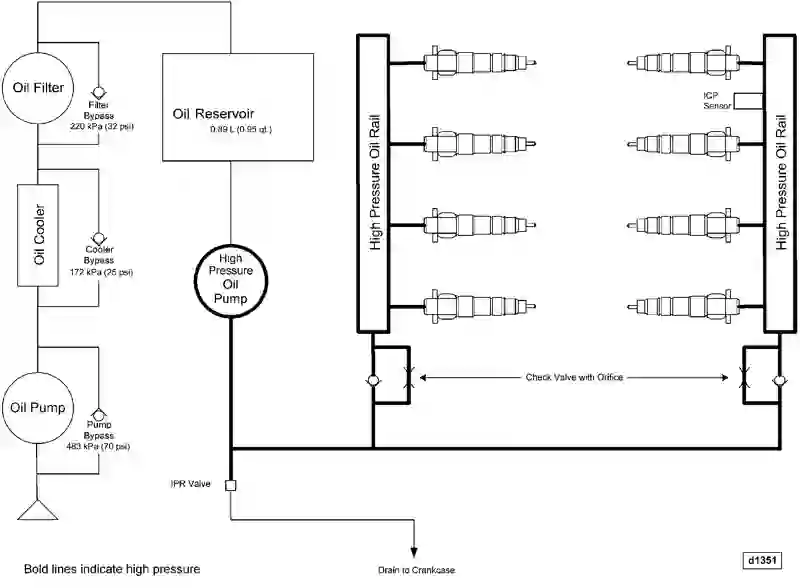 Oil Filter
Filter
Bypass
220 kPa (32 psi)
Oil Reservoir
0.89 L (0.95 qt.)
High Pressure Oil Rail
ICP
Sensor
High Pressure Oil Rail
Oil Cooler
Cooler
Bypass
172 kPa (25 psi)
High
Pressure
Oil
Pump
Oil Pump
Pump
Bypass
483 kPa (70 psi)
Check Valve with Orifice
IPR Valve
Drain to Crankcase
Bold lines indicate high pressure
d1351